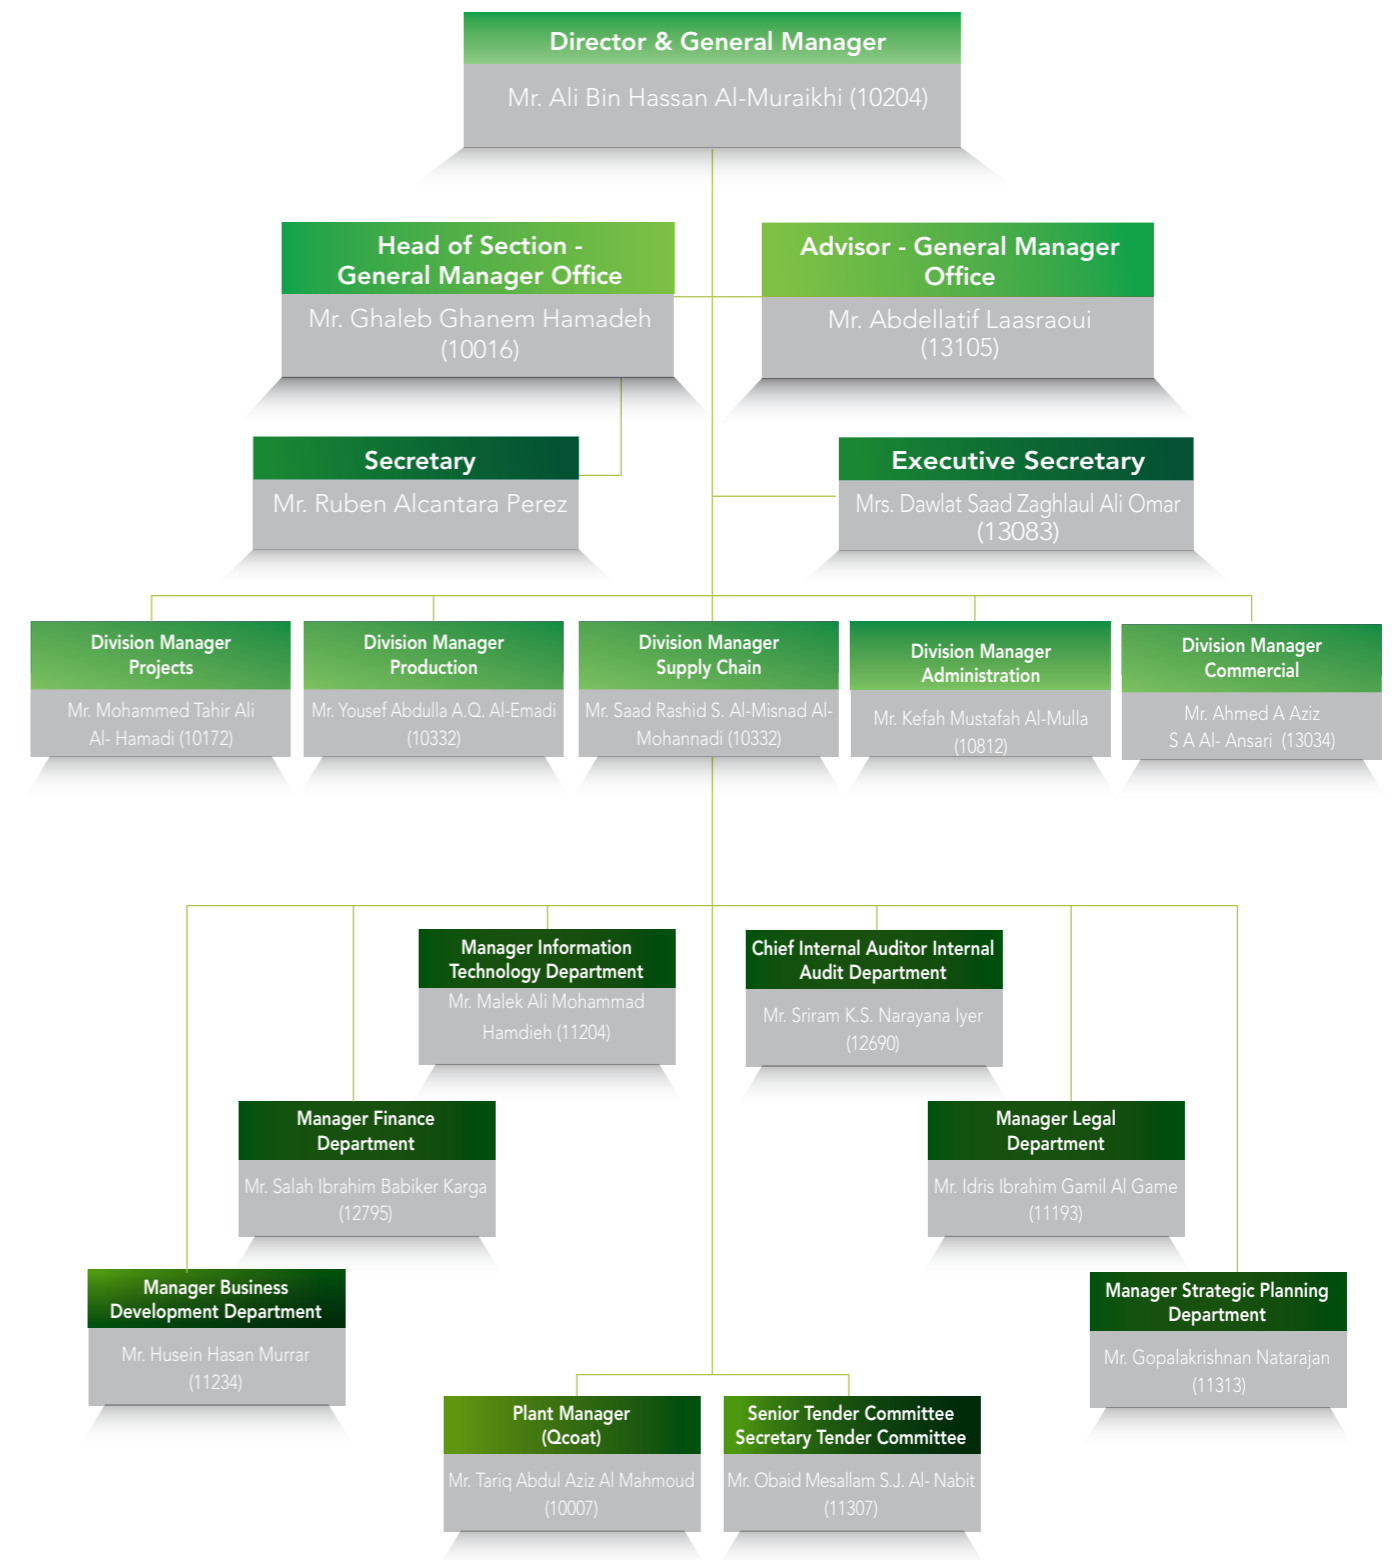 Director & General Manager
Mr. Ali Bin Hassan Al-Muraikhi (10204)
Head of Section -
General Manager Office
Mr. Ghaleb Ghanem Hamadeh
(10016)
Advisor - General Manager
Office
Mr. Abdellatif Laasraoui
(13105)
Secretary
Mr. Ruben Alcantara Perez
Executive Secretary
Mrs. Dawlat Saad Zaghlaul Ali Omar
(13083)
Division Manager
Projects
Mr. Mohammed Tahir Ali
Al- Hamadi (10172)
Division Manager
Production
Mr. Yousef Abdulla A.Q. Al-Emadi
(10332)
Division Manager
Supply Chain
Mr. Saad Rashid S. Al-Misnad Al-
Mohannadi (10332)
Division Manager
Administration
Mr. Kefah Mustafah Al-Mulla
(10812)
Division Manager
Commercial
Mr. Ahmed A Aziz
S A Al- Ansari (13034)
Manager Information
Technology Department
Mr. Malek Ali Mohammad
Hamdieh (11204)
Chief Internal Auditor Internal
Audit Department
Mr. Sriram K.S. Narayana Iyer
(12690)
Manager Finance
Department
Mr. Salah Ibrahim Babiker Karga
(12795)
Manager Legal
Department
Mr. Idris Ibrahim Gamil Al Game
(11193)
Manager Business
Development Department
Mr. Husein Hasan Murrar
(11234)
Manager Strategic Planning
Department
Mr. Gopalakrishnan Natarajan
(11313)
Plant Manager
(Qcoat)
Mr. Tariq Abdul Aziz Al Mahmoud
(10007)
Senior Tender Committee
Secretary Tender Committee
Mr. Obaid Mesallam S.J. Al- Nabit
(11307)